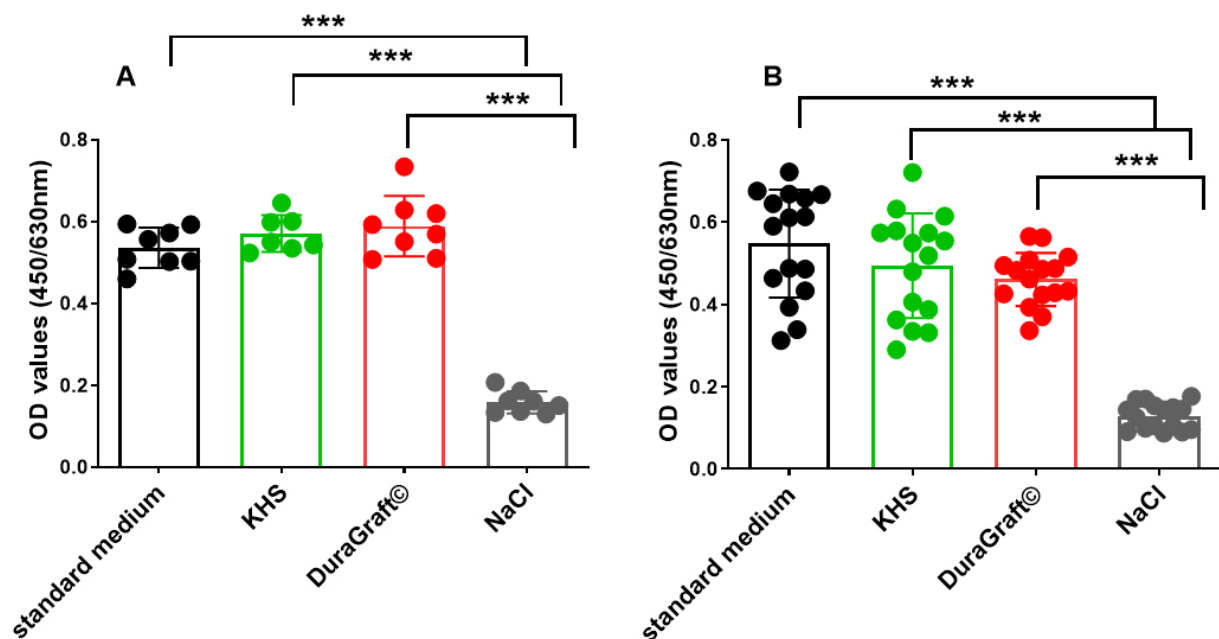 ***
A
***
***
OD values (450/630nm)
0.8
0.6
0.4
0.2
0.0
standard medium
KHS
DuraGraft©
NaCl
B
***
***
***
OD values (450/630nm)
0.8
0.6
0.4
0.2
0.0
standard medium
KHS
DuraGraft©
NaCl